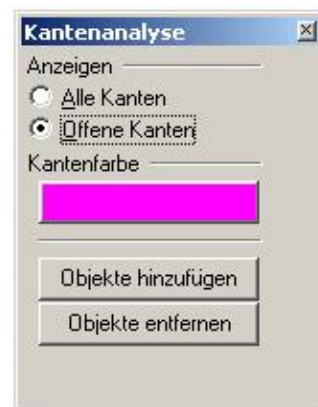 Kantenanalyse
Anzeigen
Alle Kanten
Offene Kanten
Kantenfarbe
Objekte hinzufügen
Objekte entfernen